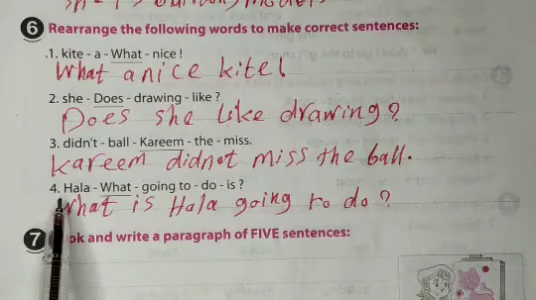 6 Rearrange the following words to make correct sentences:
1. kite - a - What - nice !
What a nice kite!
2. she - Does - drawing - like ?
Does she like drawing?
3. didn't - ball - Kareem - the - miss.
Kareem didnot miss the ball.
4. Hala - What - going to - do - is ?
What is Hala going to do ?
7 and write a paragraph of FIVE sentences: